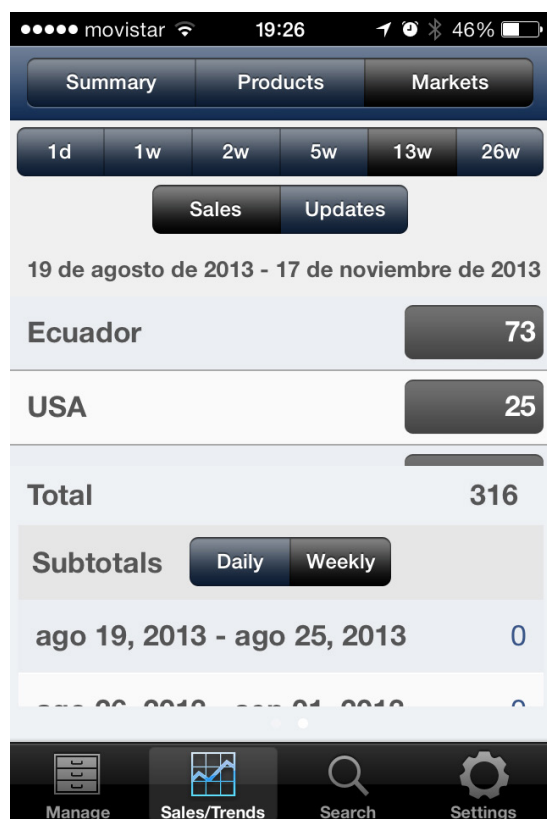 movistar 19:26 46%
Summary Products Markets
1d 1w 2w 5w 13w 26w
Sales Updates
19 de agosto de 2013 - 17 de noviembre de 2013
Ecuador 73
USA 25
Total 316
Subtotals Daily Weekly
ago 19, 2013 - ago 25, 2013 0
Manage Sales/Trends Search Settings